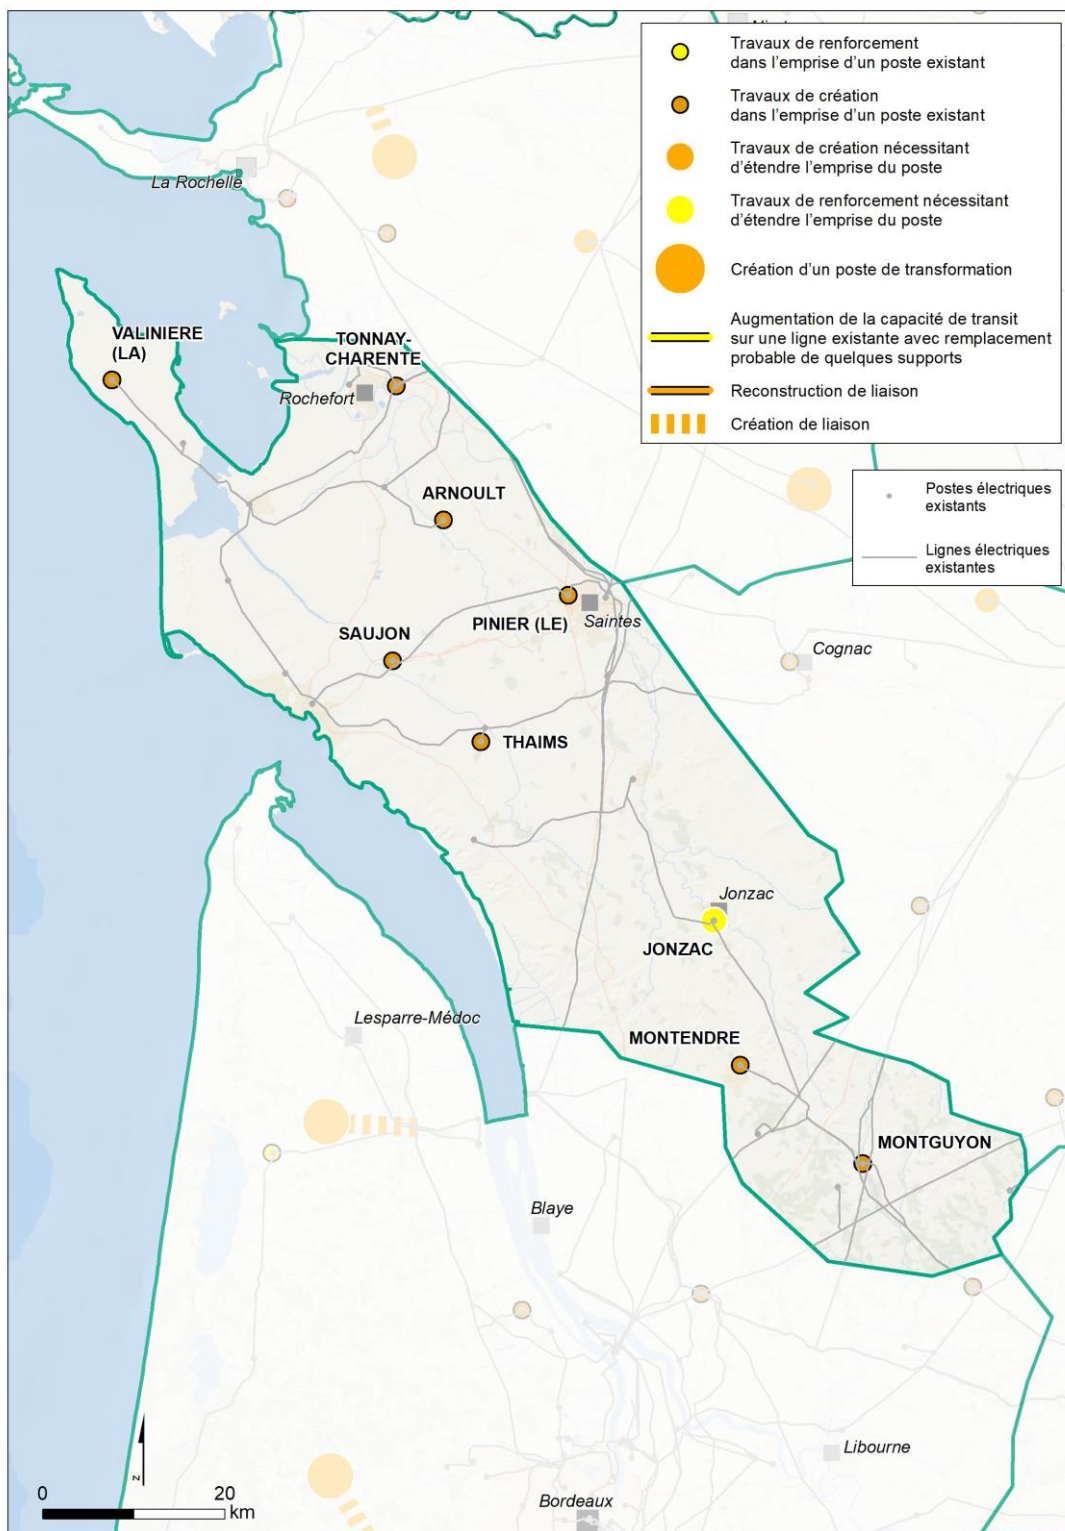 Travaux de renforcement
dans l’emprise d’un poste existant
Travaux de création
dans l’emprise d’un poste existant
Travaux de création nécessitant
d’étendre l’emprise du poste
Travaux de renforcement nécessitant
d’étendre l’emprise du poste
Création d’un poste de transformation
Augmentation de la capacité de transit
sur une ligne existante avec remplacement
probable de quelques supports
Reconstruction de liaison
Création de liaison
Postes électriques
existants
Lignes électriques
existantes
La Rochelle
VALINIERE
(LA)
TONNAY-
CHARENTE
Rochefort
ARNOULT
PINIER (LE)
Saintes
SAUJON
Cognac
THAIMS
Jonzac
JONZAC
Lesparre-Médoc
MONTENDRE
MONTGUYON
Blaye
Libourne
Bordeaux
z
0
20
km